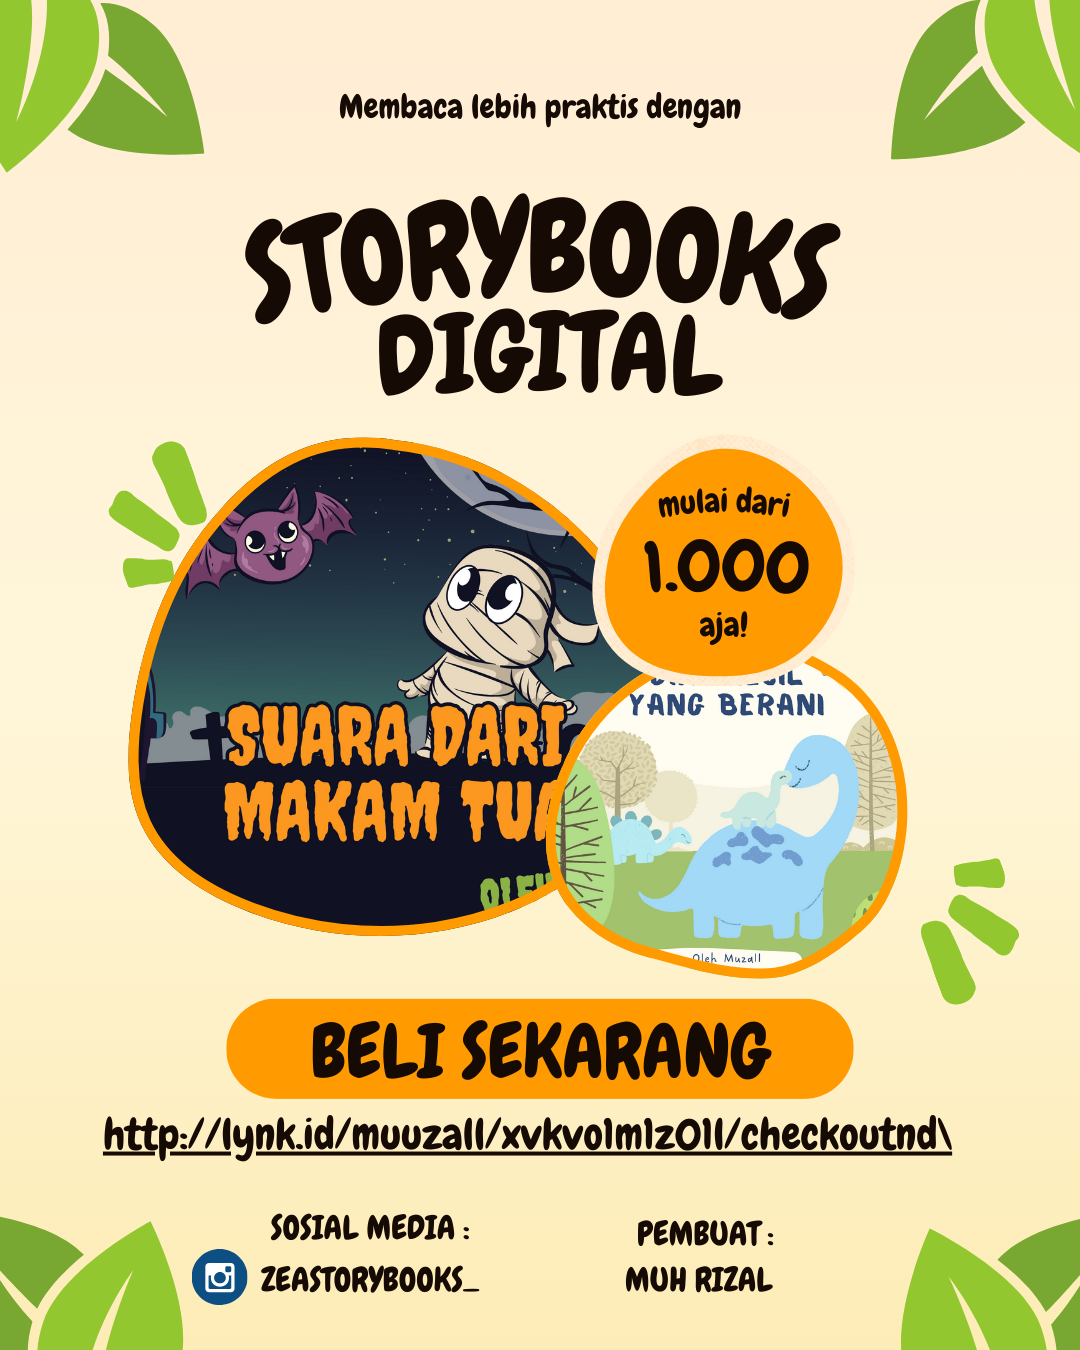 Membaca lebih praktis dengan
STORYBOOKS
DIGITAL
mulai dari
1.000
aja!
SUARA DARI
MAKAM TUA
YANG BERANI
Oleh Muzall
BELI SEKARANG
http://lynk.id/muuzall/xvkvo1m1z01l/checkoutnd\
SOSIAL MEDIA :
ZEASTORYBOOKS_
PEMBUAT :
MUH RIZAL